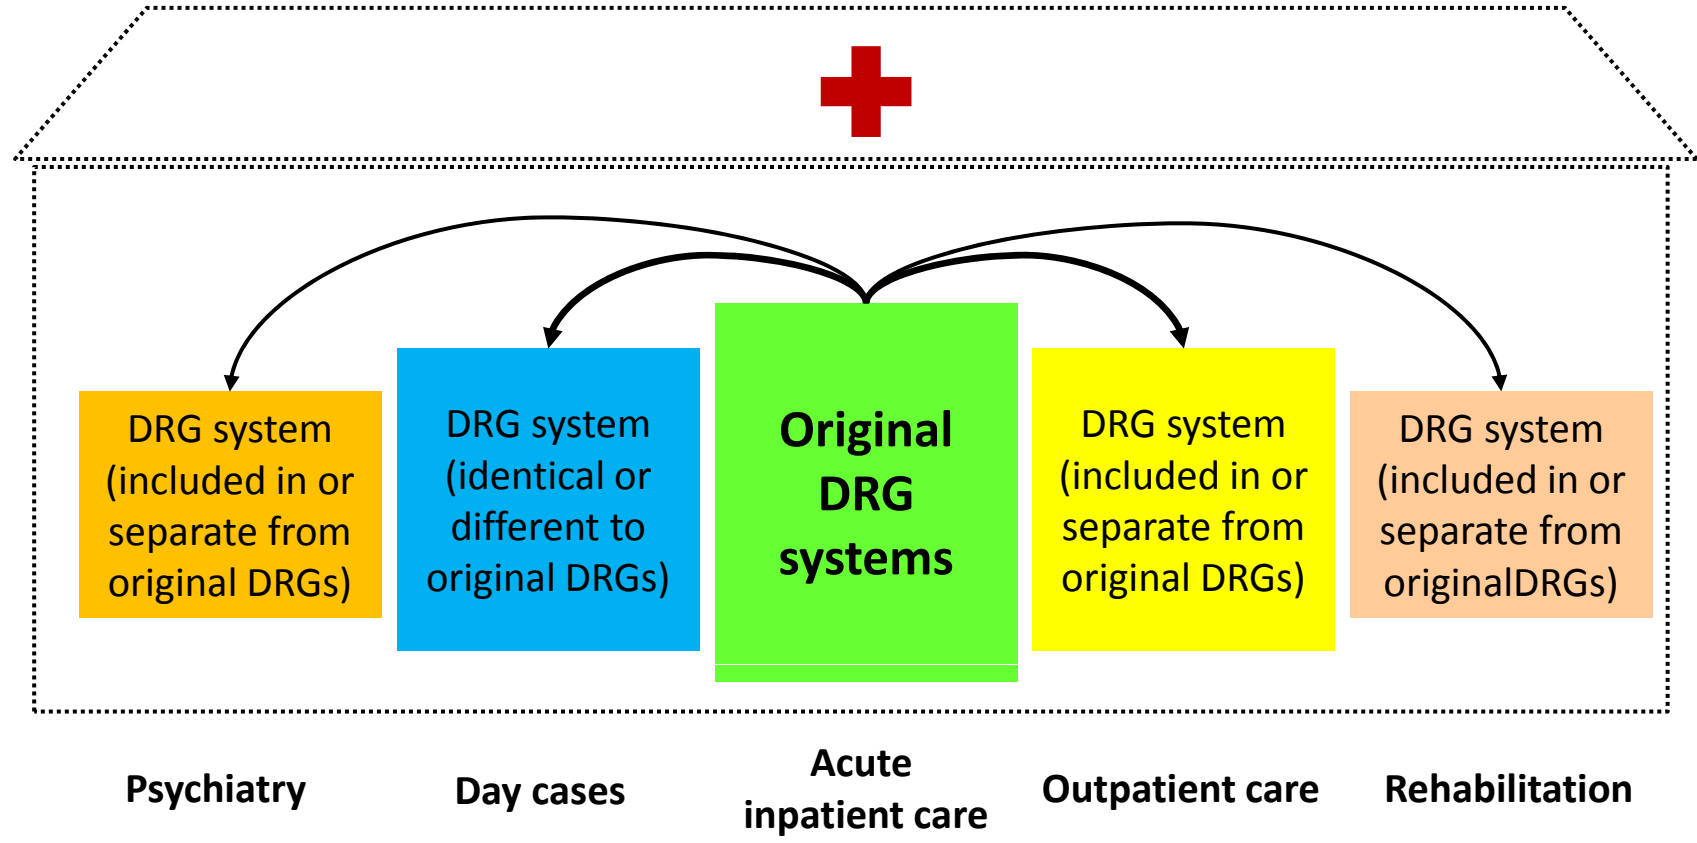 DRG system
(included in or
separate from
original DRGs)
DRG system
(identical or
different to
original DRGs)
Original
DRG
systems
DRG system
(included in or
separate from
original DRGs)
DRG system
(included in or
separate from
originalDRGs)
Psychiatry
Day cases
Acute
inpatient care
Outpatient care
Rehabilitation